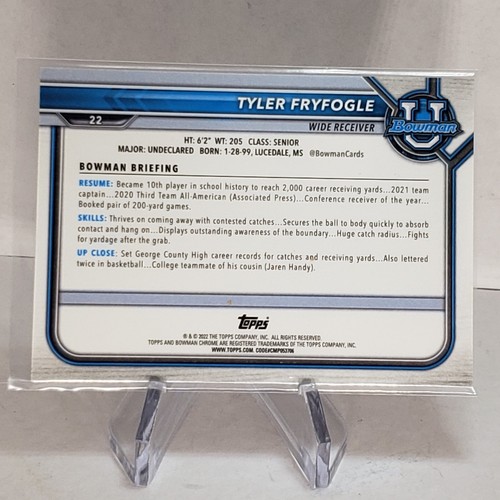 TYLER FRYFOGLE
WIDE RECEIVER
U
Bowman
22
HT: 6'2" WT: 205 CLASS: SENIOR
MAJOR: UNDECLARED BORN: 1-28-99, LUCEDALE, MS @BowmanCards
BOWMAN BRIEFING
RESUME: Became 10th player in school history to reach 2,000 career receiving yards...2021 team
captain...2020 Third Team All-American (Associated Press)...Conference receiver of the year...
Booked pair of 200-yard games.
SKILLS: Thrives on coming away with contested catches...Secures the ball to body quickly to absorb
contact and hang on...Displays outstanding awareness of the boundary...Huge catch radius...Fights
for yardage after the grab.
UP CLOSE: Set George County High career records for catches and receiving yards...Also lettered
twice in basketball...College teammate of his cousin (Jaren Handy).
Topps
® & © 2022 THE TOPPS COMPANY, INC. ALL RIGHTS RESERVED.
TOPPS AND BOWMAN CHROME ARE REGISTERED TRADEMARKS OF THE TOPPS COMPANY, INC.
WWW.TOPPS.COM. CODE#CMP053706